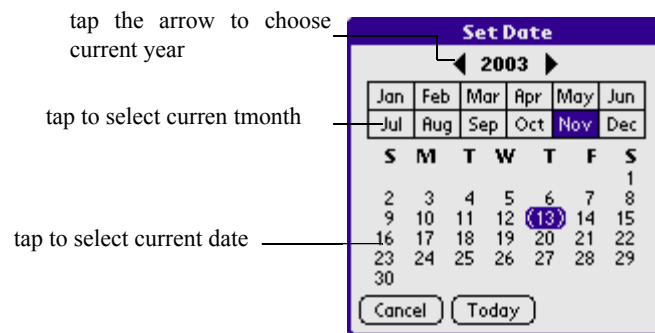 tap the arrow to choose
current year
Set Date
2003
Jan Feb Mar Apr May Jun
tap to select curren tmonth
Jul Aug Sep Oct Nov Dec
S M T W T F S
1
2 3 4 5 6 7 8
9 10 11 12 13 14 15
tap to select current date
16 17 18 19 20 21 22
23 24 25 26 27 28 29
30
Cancel Today